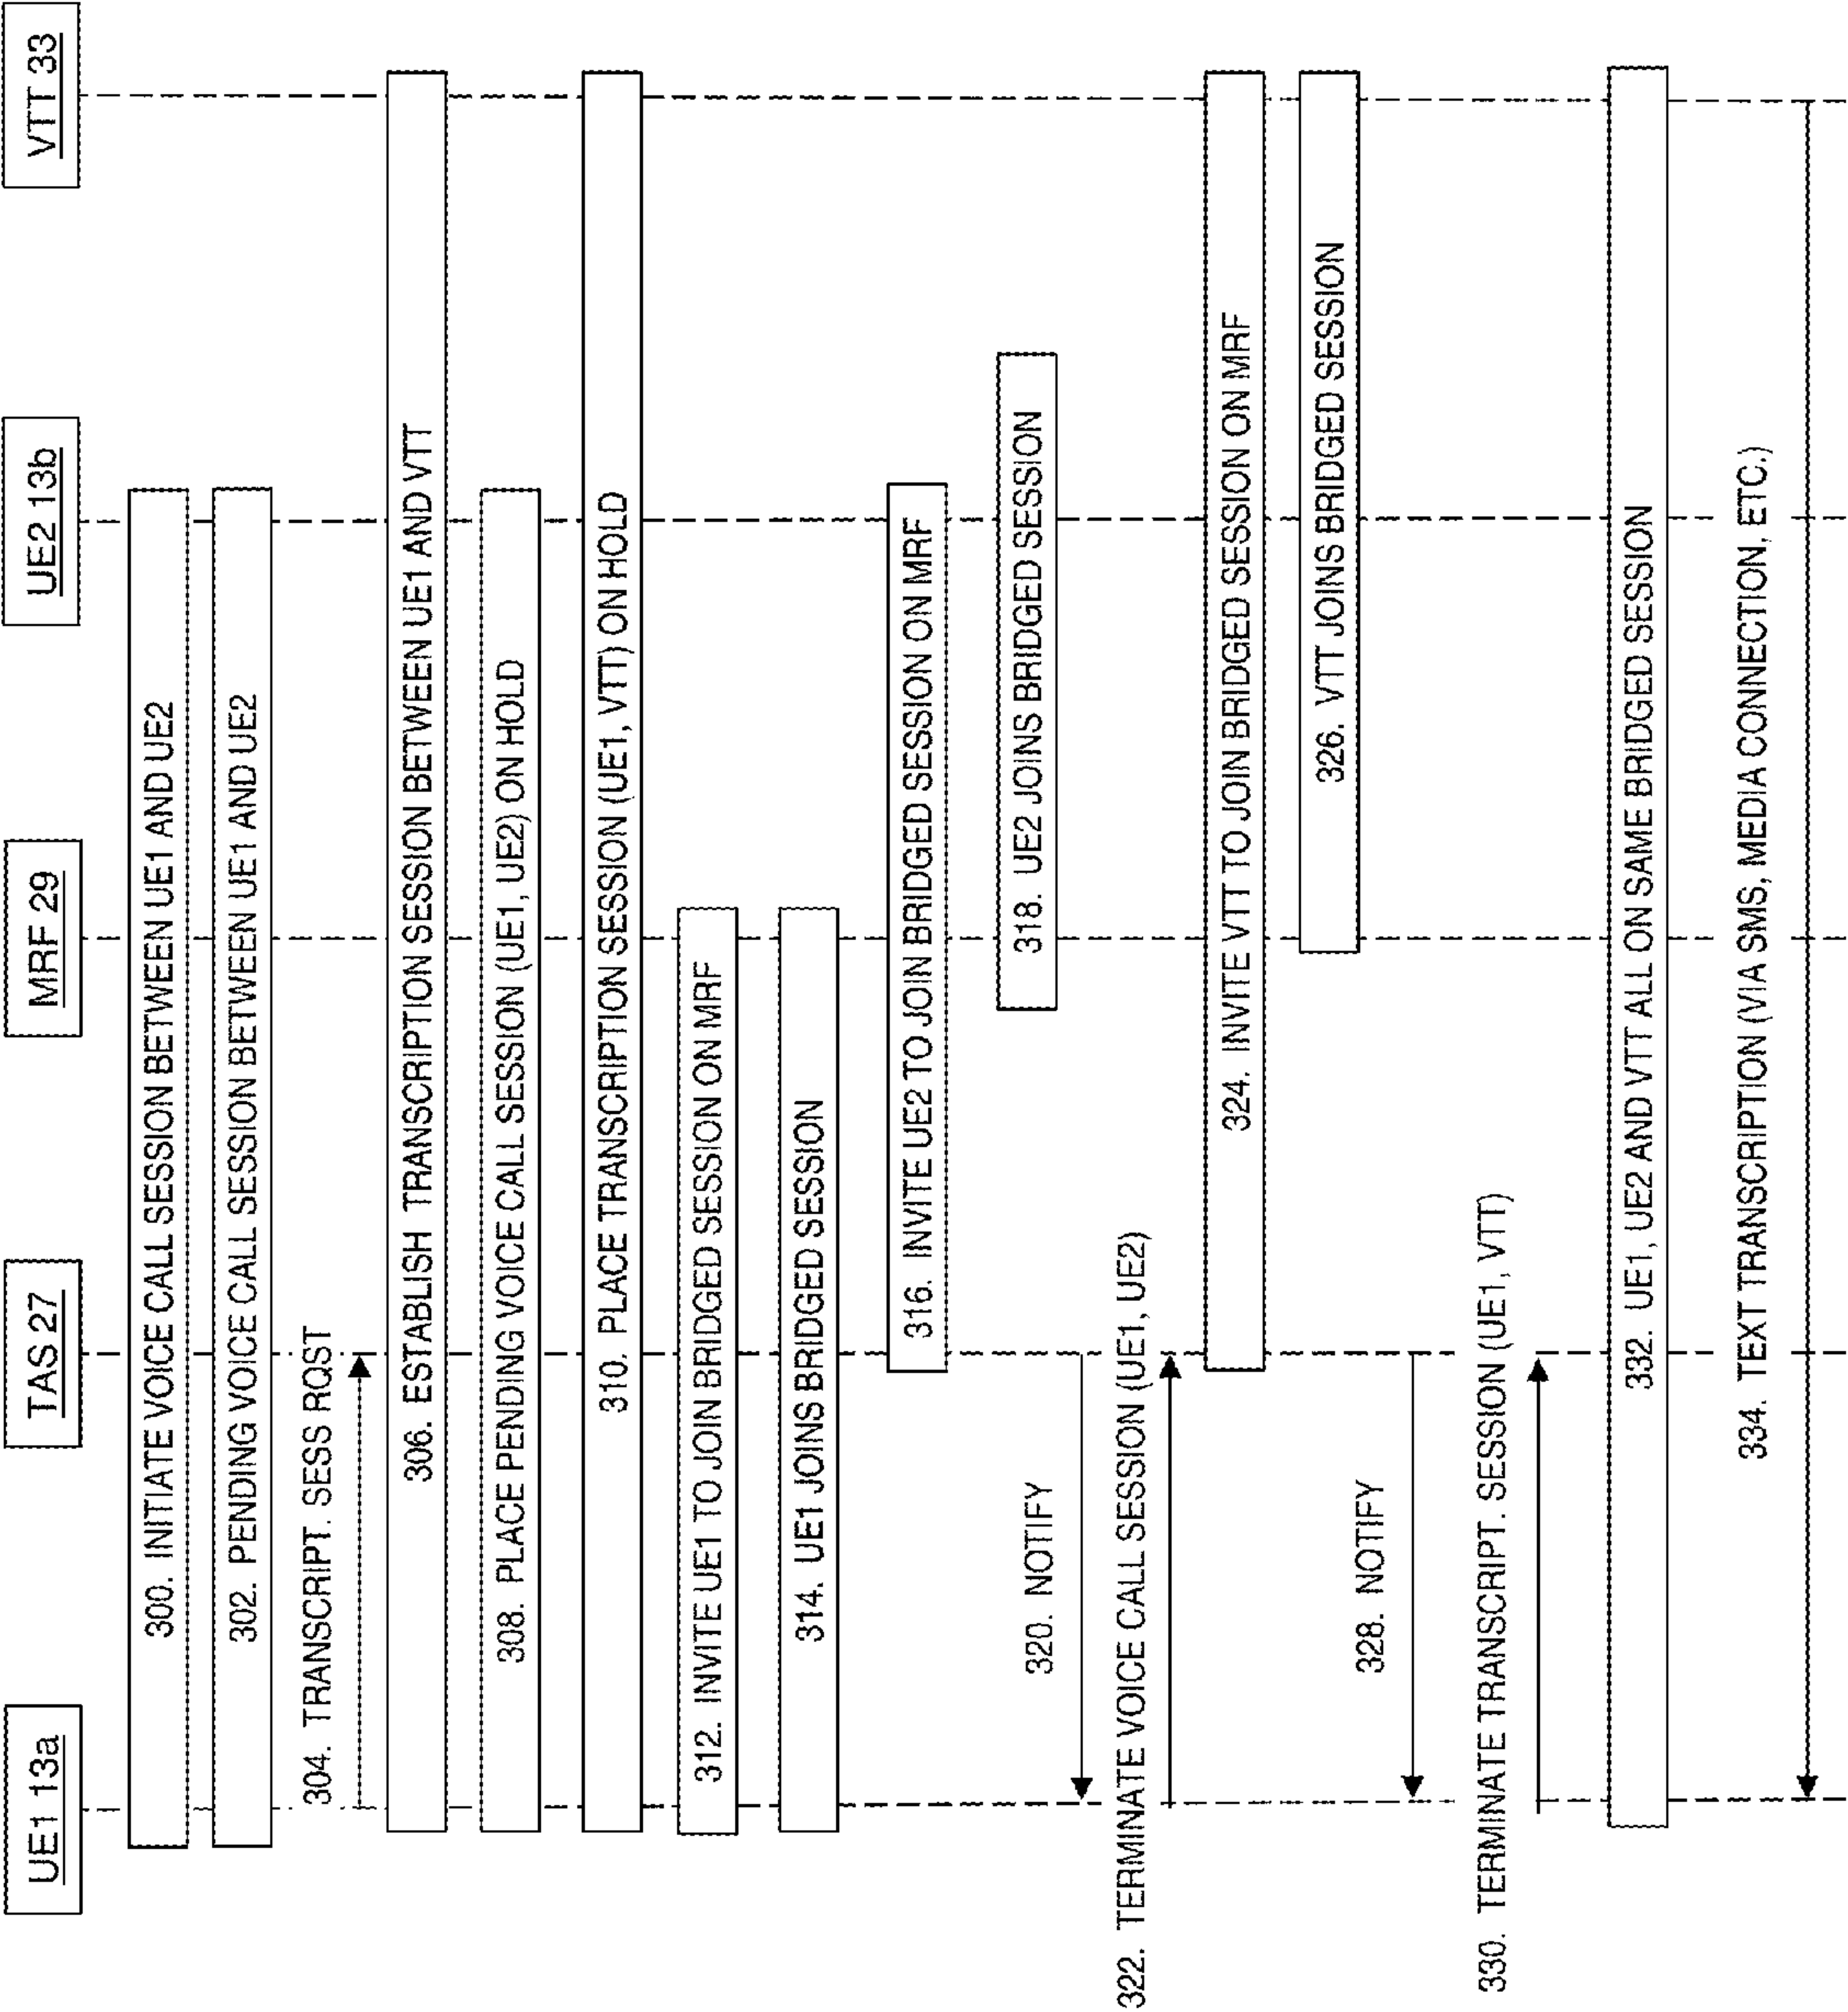 UE1 13a
TAS 27
MRF 29
UE2 13b
VTT 33
300. INITIATE VOICE CALL SESSION BETWEEN UE1 AND UE2
302. PENDING VOICE CALL SESSION BETWEEN UE1 AND UE2
304. TRANSCRIPT. SESS RQST
306. ESTABLISH TRANSCRIPTION SESSION BETWEEN UE1 AND VTT
308. PLACE PENDING VOICE CALL SESSION (UE1, UE2) ON HOLD
310. PLACE TRANSCRIPTION SESSION (UE1, VTT) ON HOLD
312. INVITE UE1 TO JOIN BRIDGED SESSION ON MRF
314. UE1 JOINS BRIDGED SESSION
316. INVITE UE2 TO JOIN BRIDGED SESSION ON MRF
318. UE2 JOINS BRIDGED SESSION
320. NOTIFY
322. TERMINATE VOICE CALL SESSION (UE1, UE2)
324. INVITE VTT TO JOIN BRIDGED SESSION ON MRF
326. VTT JOINS BRIDGED SESSION
328. NOTIFY
330. TERMINATE TRANSCRIPT. SESSION (UE1, VTT)
332. UE1, UE2 AND VTT ALL ON SAME BRIDGED SESSION
334. TEXT TRANSCRIPTION (VIA SMS, MEDIA CONNECTION, ETC.)